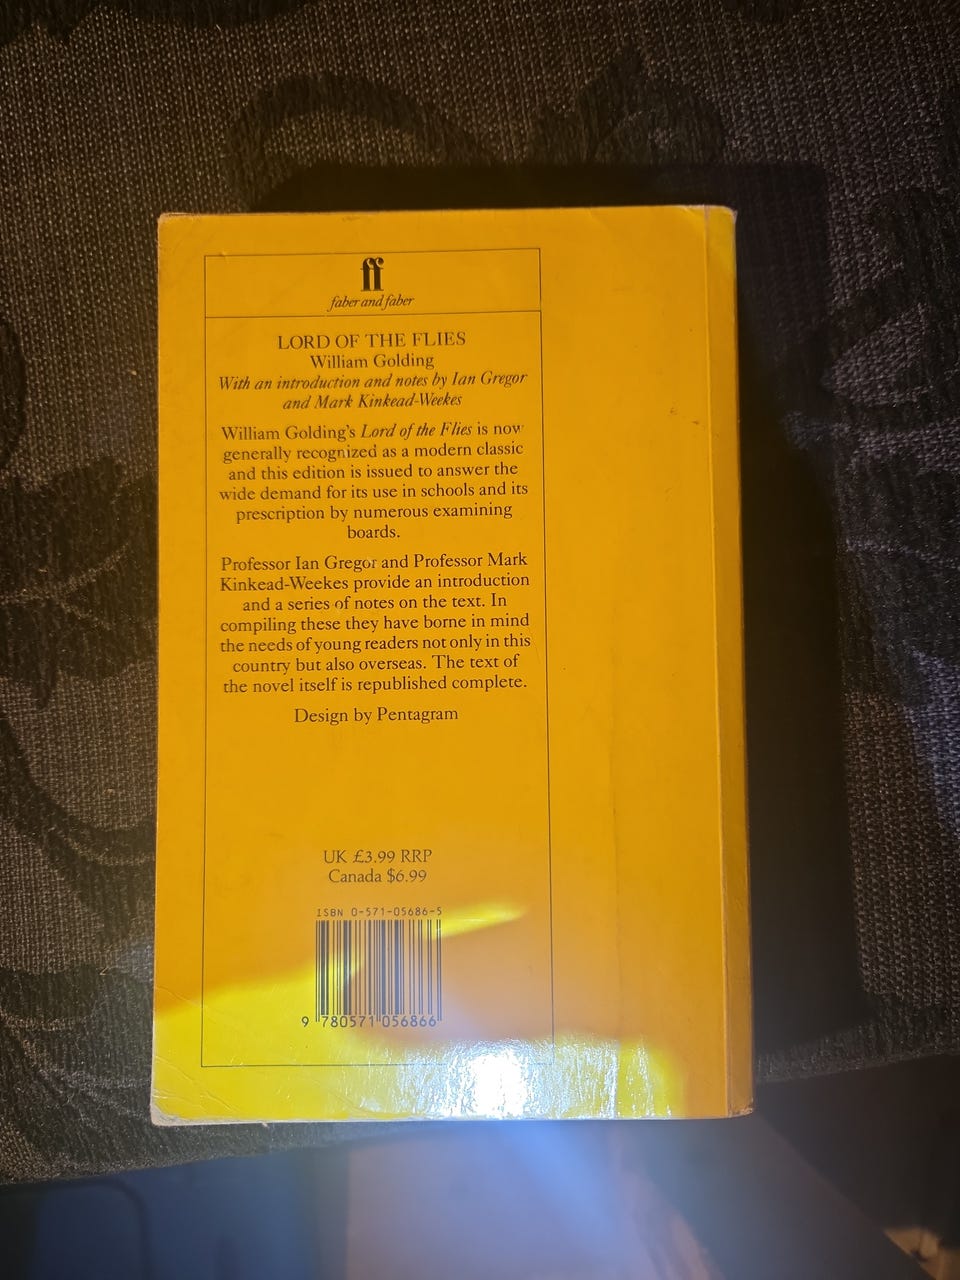 ff
faber and faber
LORD OF THE FLIES
William Golding
With an introduction and notes by Ian Gregor
and Mark Kinkead-Weekes
William Golding's Lord of the Flies is now
generally recognized as a modern classic
and this edition is issued to answer the
wide demand for its use in schools and its
prescription by numerous examining
boards.
Professor Ian Gregor and Professor Mark
Kinkead-Weekes provide an introduction
and a series of notes on the text. In
compiling these they have borne in mind
the needs of young readers not only in this
country but also overseas. The text of
the novel itself is republished complete.
Design by Pentagram
UK £3.99 RRP
Canada $6.99
ISBN 0-571-05686-5
9 780571 056866